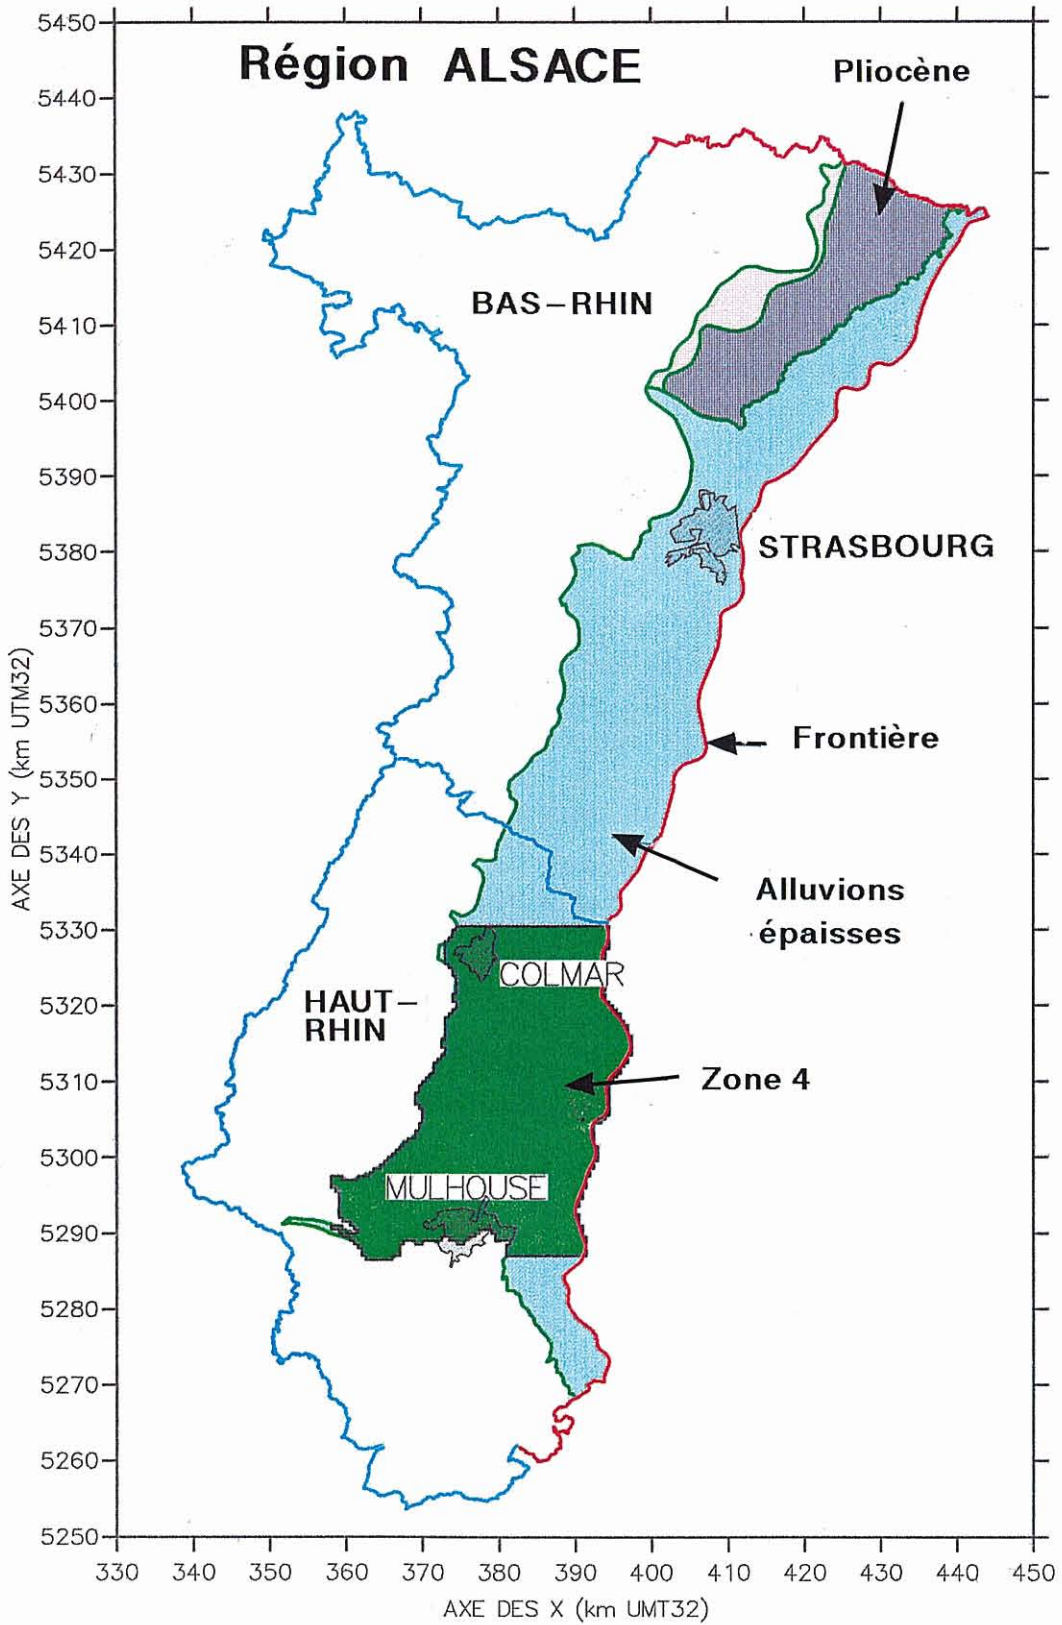 Région ALSACE
Pliocène
BAS-RHIN
STRASBOURG
Frontière
Alluvions
épaisses
COLMAR
HAUT-
RHIN
Zone 4
MULHOUSE
AXE DES Y (km UTM32)
5450
5440
5430
5420
5410
5400
5390
5380
5370
5360
5350
5340
5330
5320
5310
5300
5290
5280
5270
5260
5250
330 340 350 360 370 380 390 400 410 420 430 440 450
AXE DES X (km UMT32)